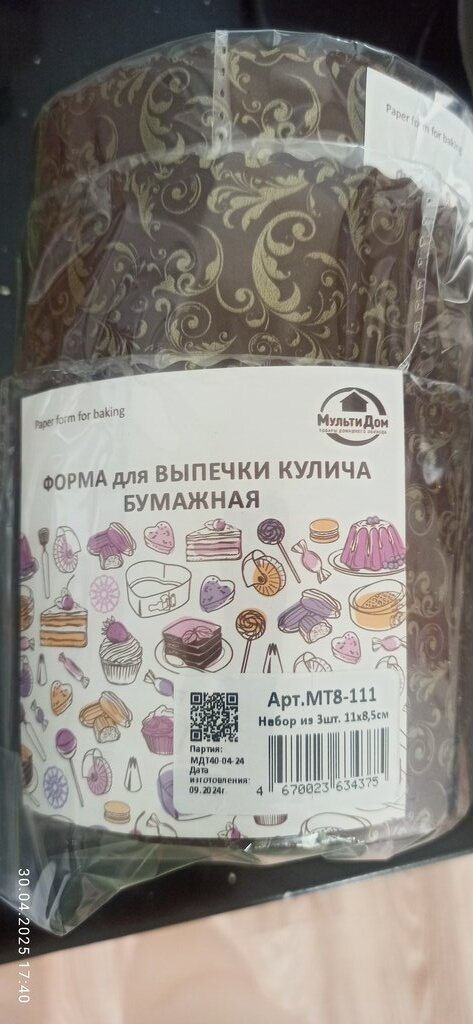 Paper form for baking
Paper form for baking
МультиДом
ТОВАРЫ ДОМАШНЕГО ОБИХОДА
ФОРМА для ВЫПЕЧКИ КУЛИЧА
БУМАЖНАЯ
Арт.МТ8-111
Набор из 3шт. 11х8,5см
Партия:
МДТ40-04-24
Дата
изготовления:
09.2024г.
4 670023 634375
30.04.2025 17:40